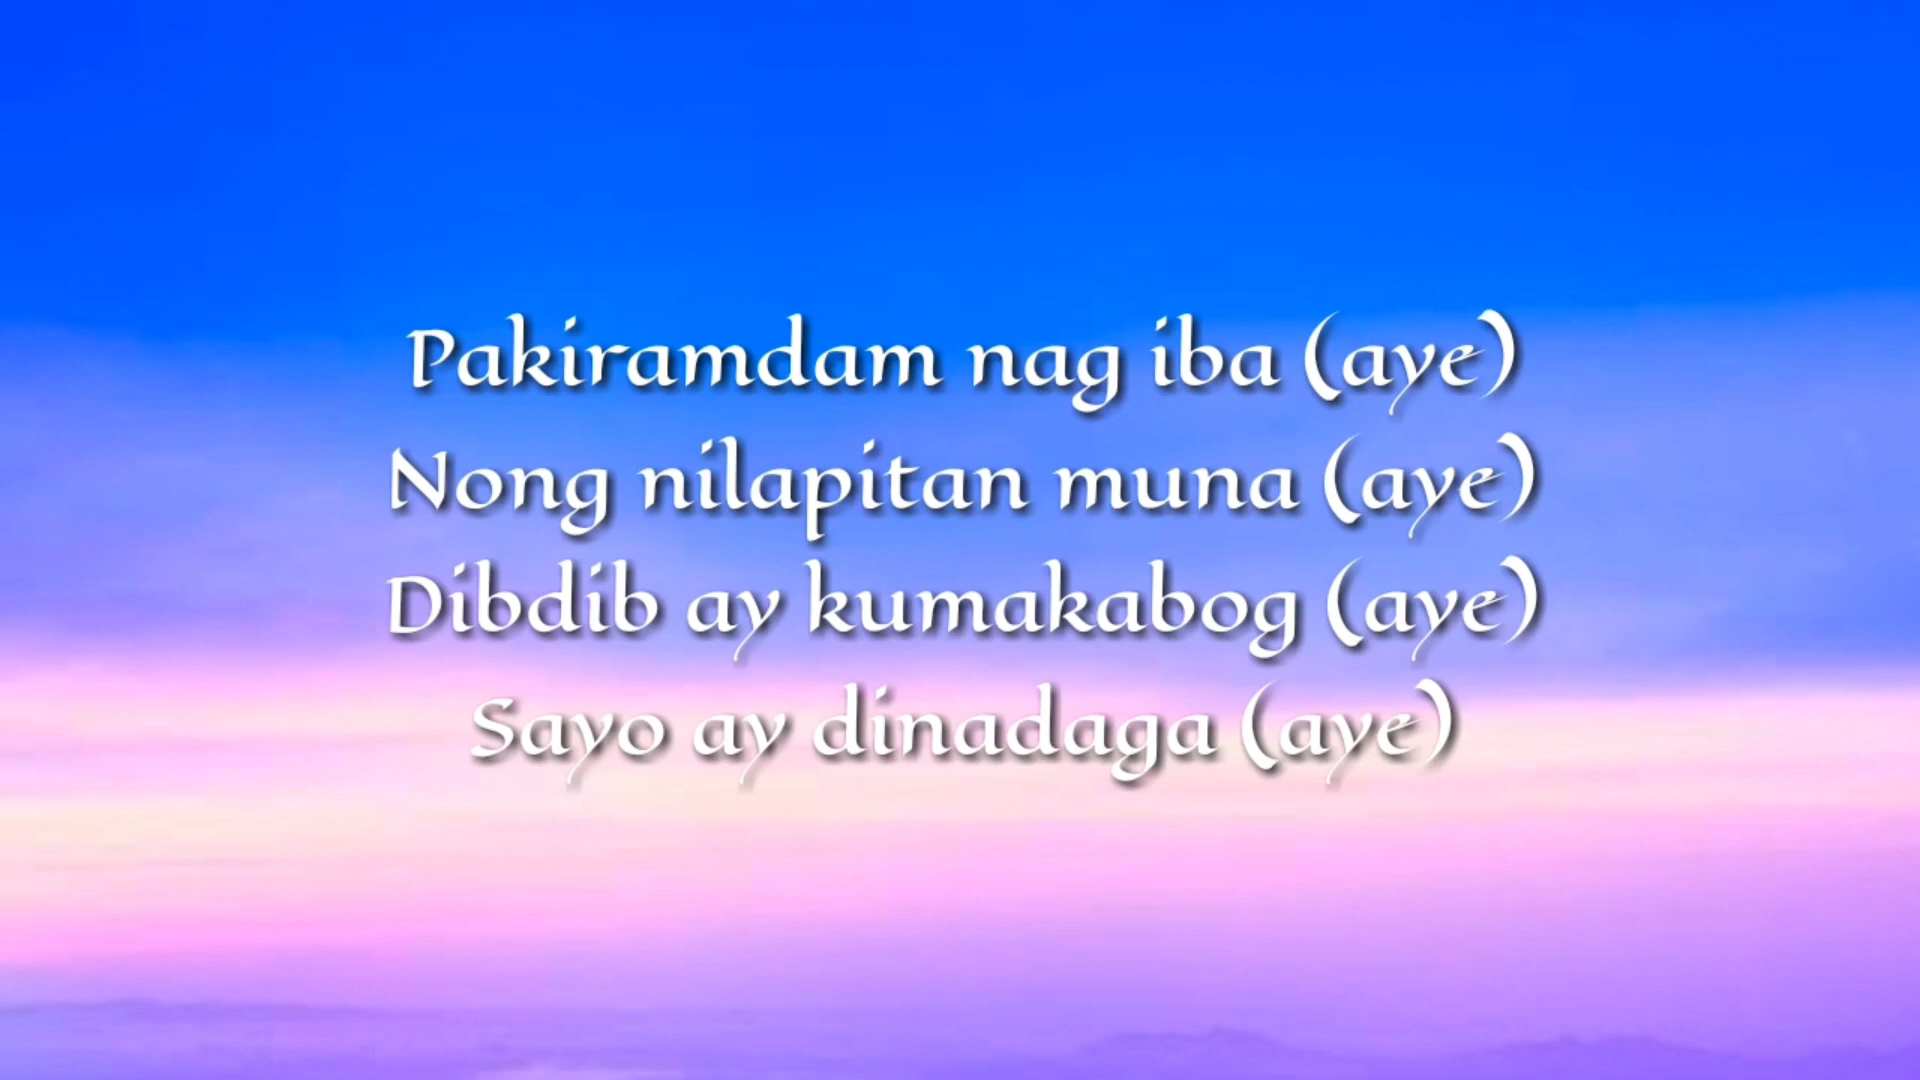 Pakiramdam nag iba (aye)
Nong nilapitan muna (aye)
Dibdib ay kumakabog (aye)
Sayo ay dinadaga (aye)